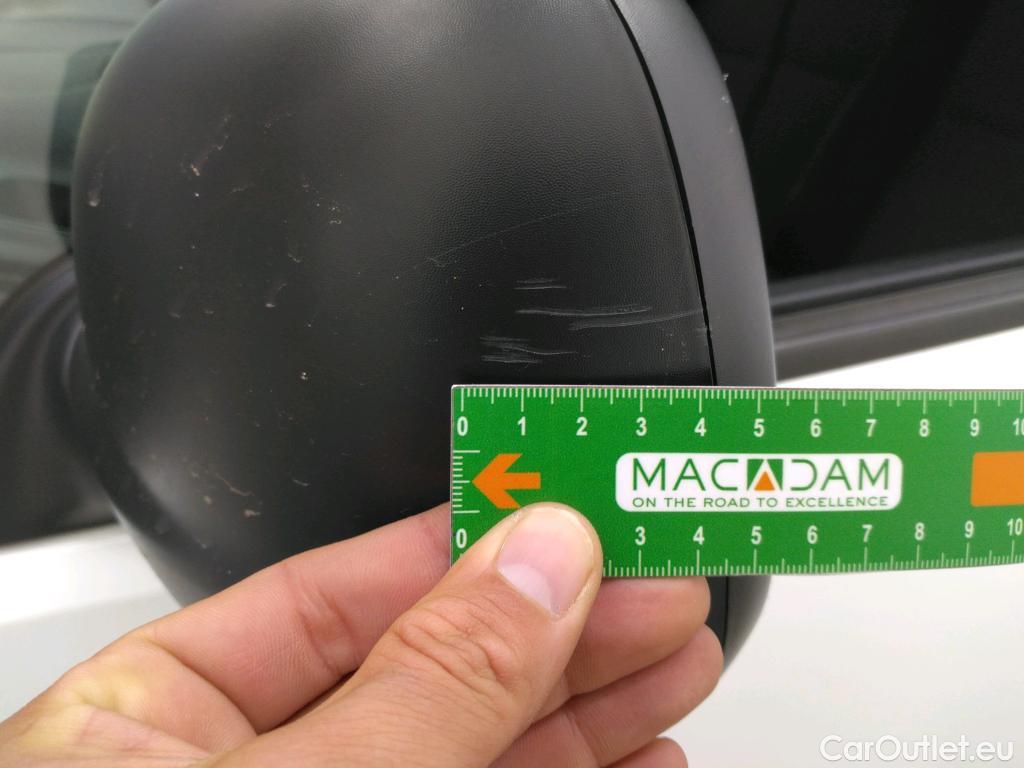 0 1 2 3 4 5 6 7 8 9 10
MACADAM
ON THE ROAD TO EXCELLENCE
0 3 4 5 6 7 8 9 10
CarOutlet.eu